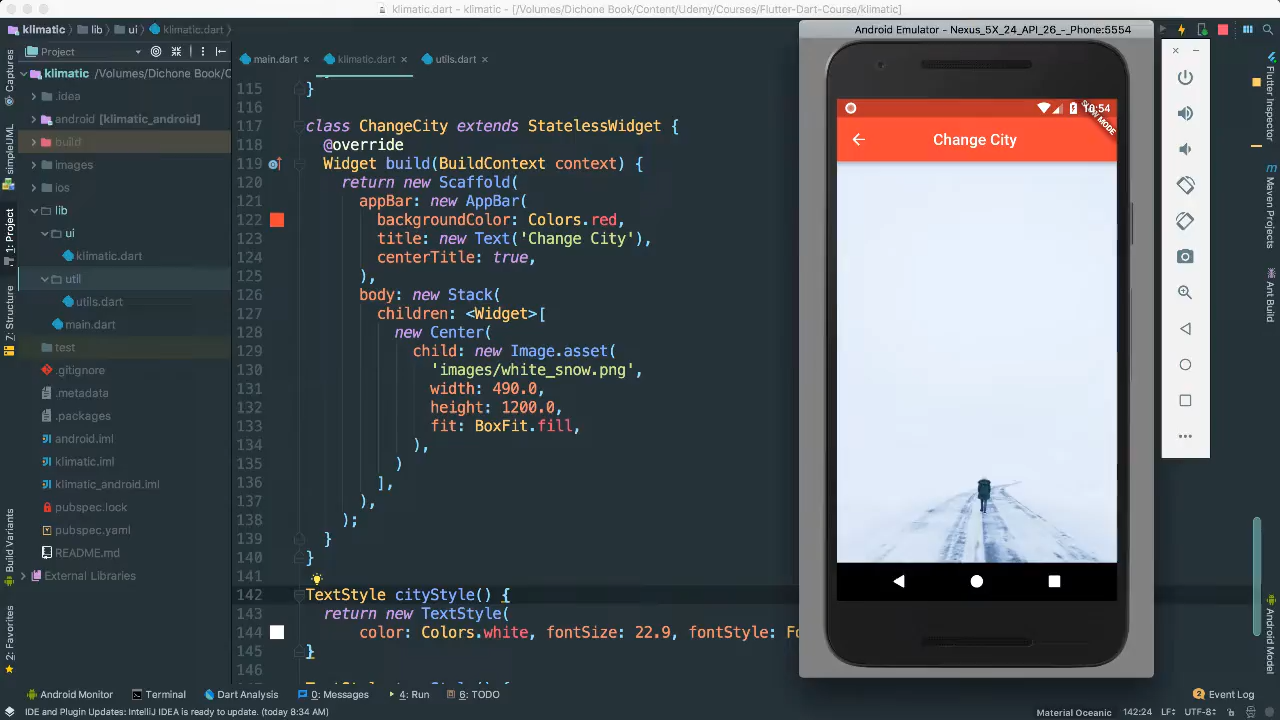 klimatic.dart - klimatic - [/Volumes/Dichone Book/Content/Udemy/Courses/Flutter-Dart-Course/klimatic]
klimatic
lib
ui
klimatic.dart
Project
main.dart
klimatic.dart
utils.dart
klimatic /Volumes/Dichone Book/C
.idea
android [klimatic_android]
build
images
ios
lib
ui
klimatic.dart
util
utils.dart
main.dart
test
.gitignore
.metadata
.packages
android.iml
klimatic.iml
klimatic_android.iml
pubspec.lock
pubspec.yaml
README.md
External Libraries
Captures
simpleUML
1: Project
7: Structure
Build Variants
2: Favorites
115 }
116
117 class ChangeCity extends StatelessWidget {
118 @override
119 Widget build(BuildContext context) {
120 return new Scaffold(
121 appBar: new AppBar(
122 backgroundColor: Colors.red,
123 title: new Text('Change City'),
124 centerTitle: true,
125 ),
126 body: new Stack(
127 children: <Widget>[
128 new Center(
129 child: new Image.asset(
130 'images/white_snow.png',
131 width: 490.0,
132 height: 1200.0,
133 fit: BoxFit.fill,
134 ),
135 )
136 ],
137 ),
138 );
139 }
140 }
141
142 TextStyle cityStyle() {
143 return new TextStyle(
144 color: Colors.white, fontSize: 22.9, fontStyle: Fo
145 }
146
Android Emulator - Nexus_5X_24_API_26_-_Phone:5554
10:54
SLOW MODE
Change City
Flutter Inspector
Maven Projects
Ant Build
Android Model
Android Monitor
Terminal
Dart Analysis
0: Messages
4: Run
6: TODO
2 Event Log
IDE and Plugin Updates: IntelliJ IDEA is ready to update. (today 8:34 AM)
Material Oceanic
142:24
LF÷
UTF-8÷